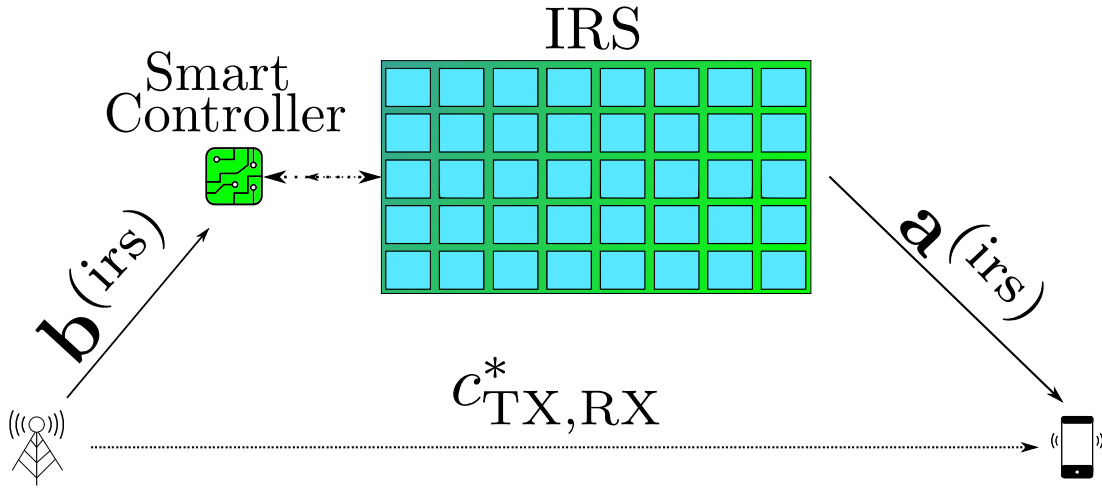 IRS
Smart
Controller
b(irs)
a(irs)
c*TX,RX